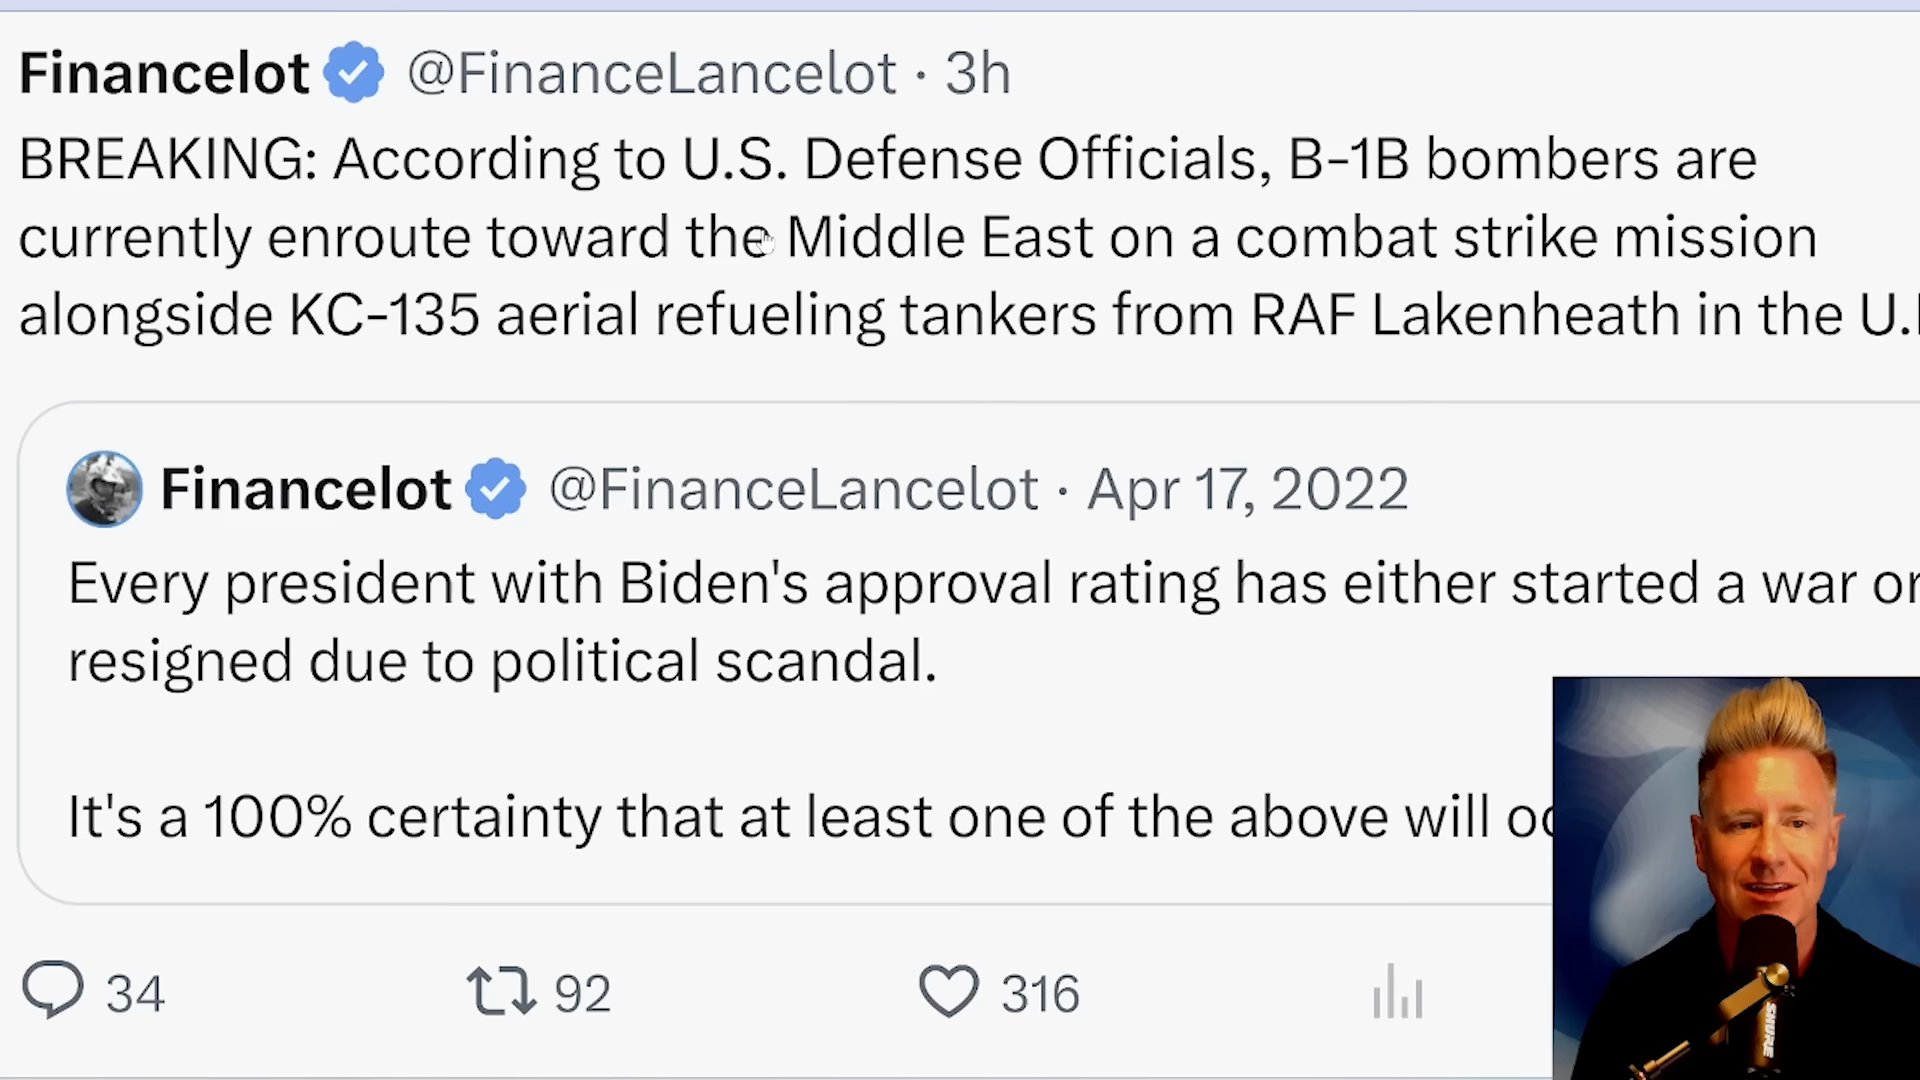 Financelot @FinanceLancelot · 3h
BREAKING: According to U.S. Defense Officials, B-1B bombers are
currently enroute toward the Middle East on a combat strike mission
alongside KC-135 aerial refueling tankers from RAF Lakenheath in the
Financelot @FinanceLancelot · Apr 17, 2022
Every president with Biden's approval rating has either started a war or
resigned due to political scandal.
It's a 100% certainty that at least one of the above will
34 92 316
SHURE